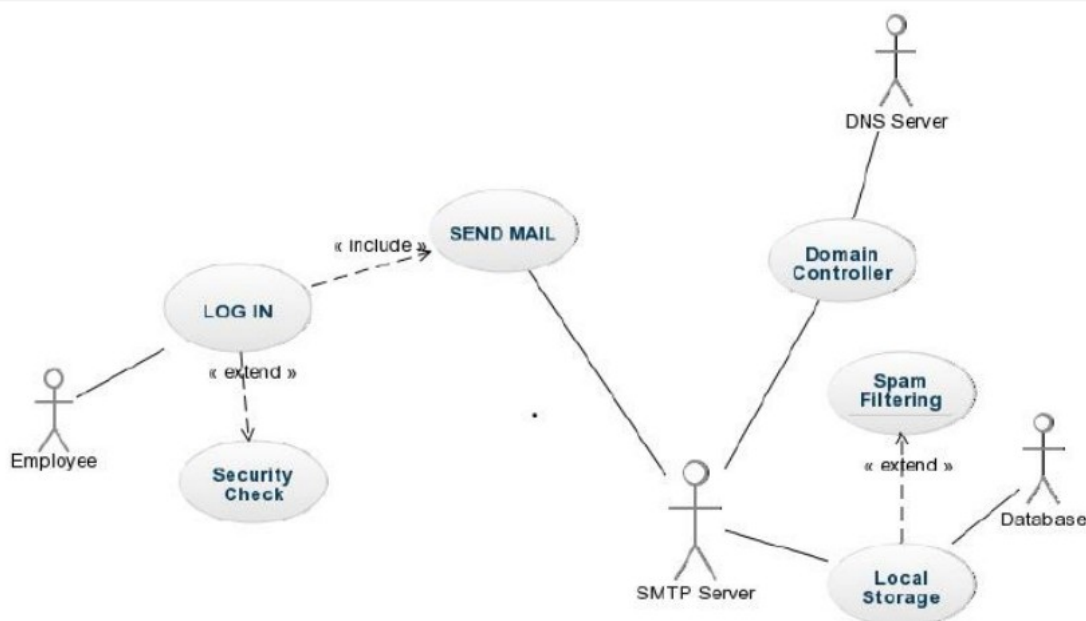 DNS Server
SEND MAIL
« include »
Domain
Controller
LOG IN
« extend »
Spam
Filtering
Employee
Security
Check
« extend »
Database
SMTP Server
Local
Storage